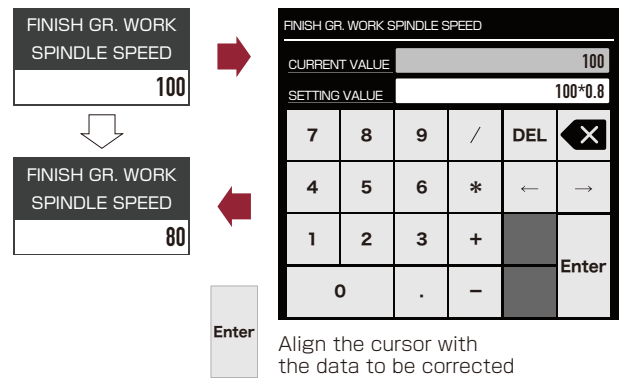 FINISH GR. WORK
SPINDLE SPEED
100
FINISH GR. WORK
SPINDLE SPEED
80
Enter
FINISH GR. WORK SPINDLE SPEED
CURRENT VALUE 100
SETTING VALUE 100*0.8
7 8 9 / DEL
4 5 6 * ← →
1 2 3 +
Enter
0 . −
Align the cursor with
the data to be corrected